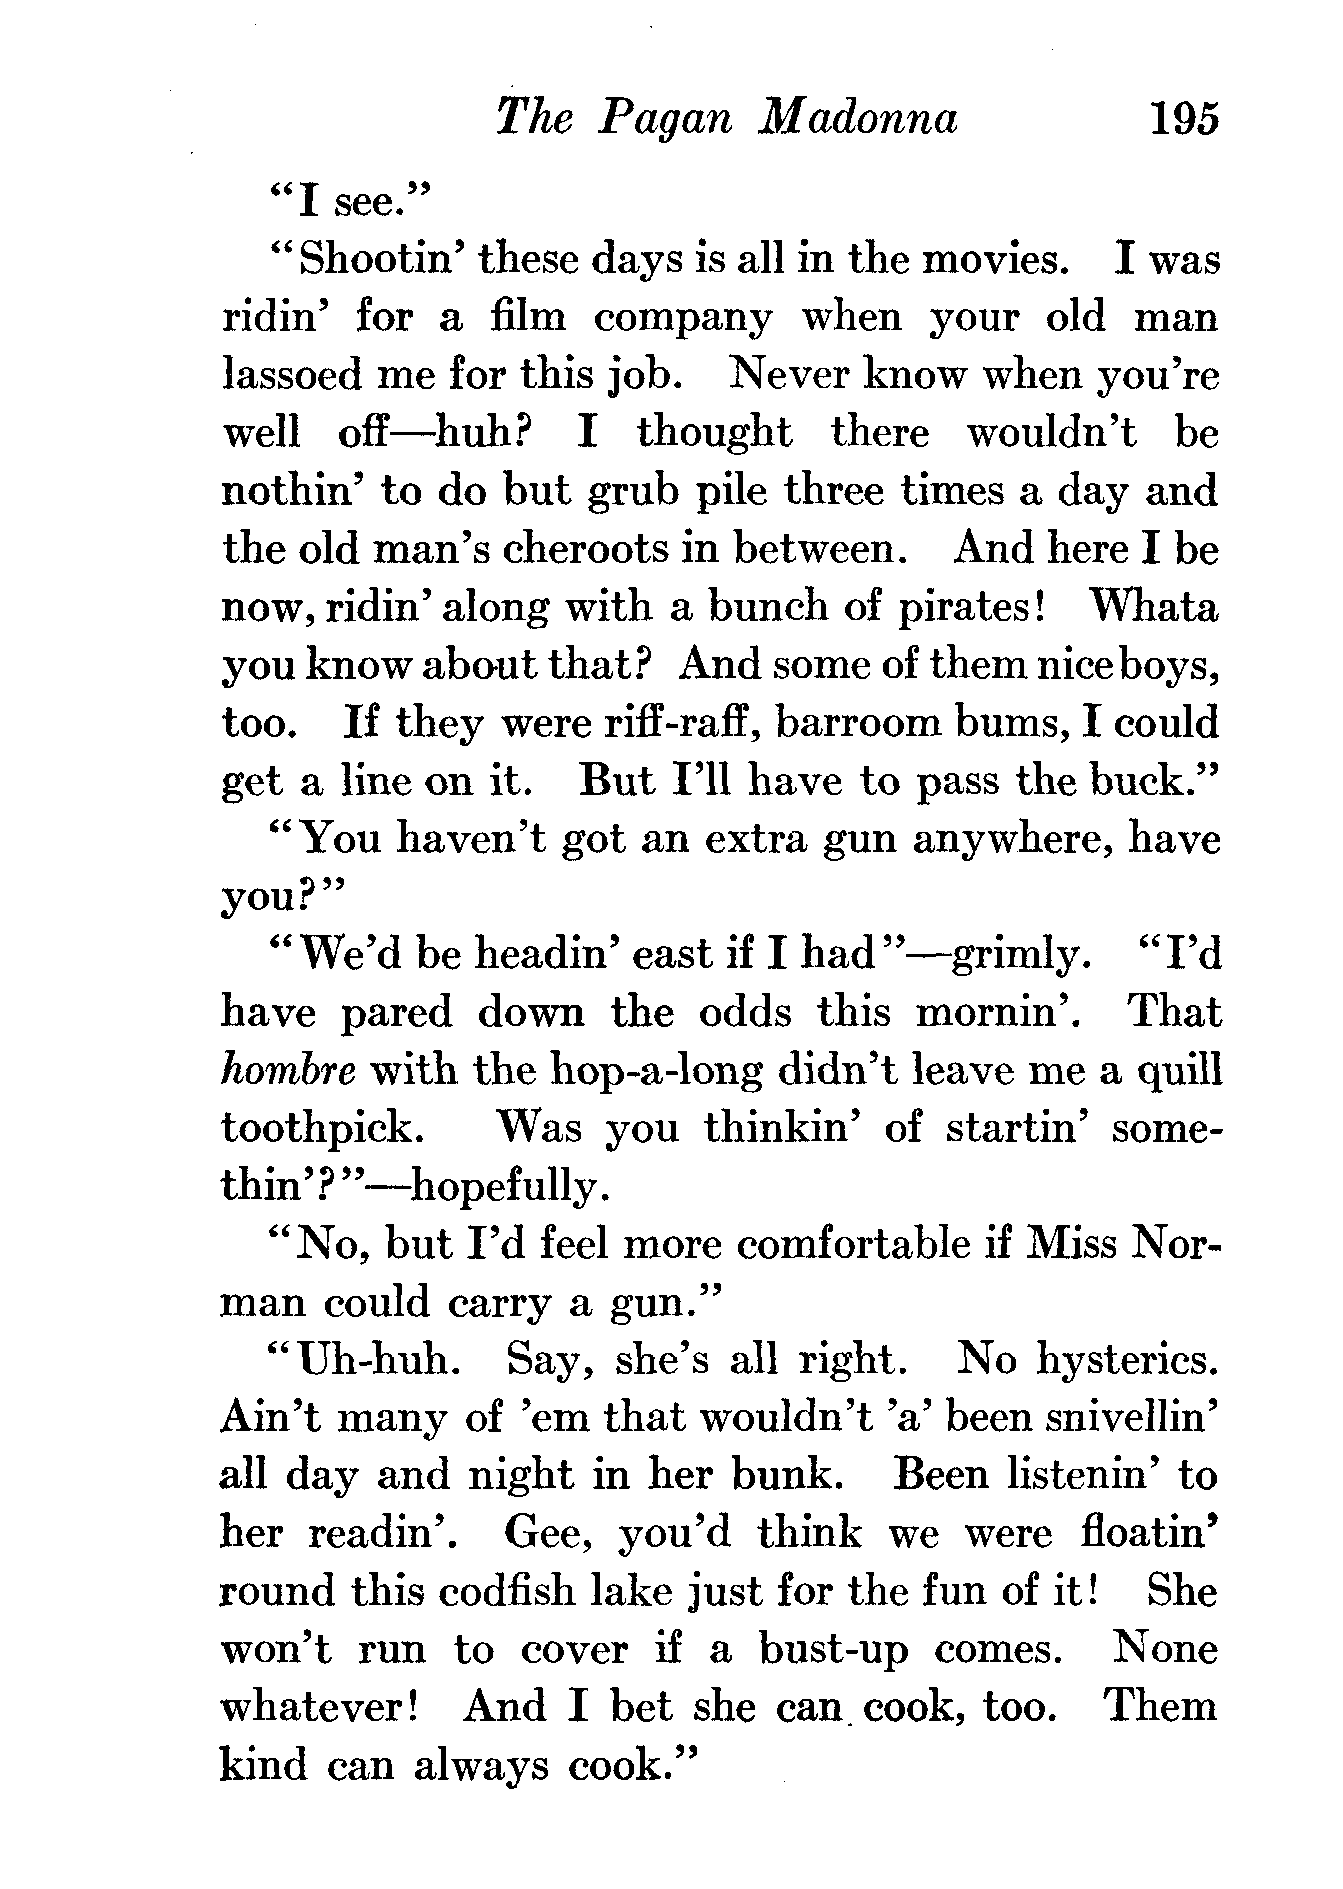 The Pagan Madonna 195
“I see.”
“Shootin’ these days is all in the movies. I was
ridin’ for a film company when your old man
lassoed me for this job. Never know when you’re
well off—huh? I thought there wouldn’t be
nothin’ to do but grub pile three times a day and
the old man’s cheroots in between. And here I be
now, ridin’ along with a bunch of pirates! Whata
you know about that? And some of them nice boys,
too. If they were riff-raff, barroom bums, I could
get a line on it. But I’ll have to pass the buck.”
“You haven’t got an extra gun anywhere, have
you?”
“We’d be headin’ east if I had”—grimly. “I’d
have pared down the odds this mornin’. That
hombre with the hop-a-long didn’t leave me a quill
toothpick. Was you thinkin’ of startin’ some-
thin’?”—hopefully.
“No, but I’d feel more comfortable if Miss Nor-
man could carry a gun.”
“Uh-huh. Say, she’s all right. No hysterics.
Ain’t many of ’em that wouldn’t ’a’ been snivellin’
all day and night in her bunk. Been listenin’ to
her readin’. Gee, you’d think we were floatin’
round this codfish lake just for the fun of it! She
won’t run to cover if a bust-up comes. None
whatever! And I bet she can cook, too. Them
kind can always cook.”